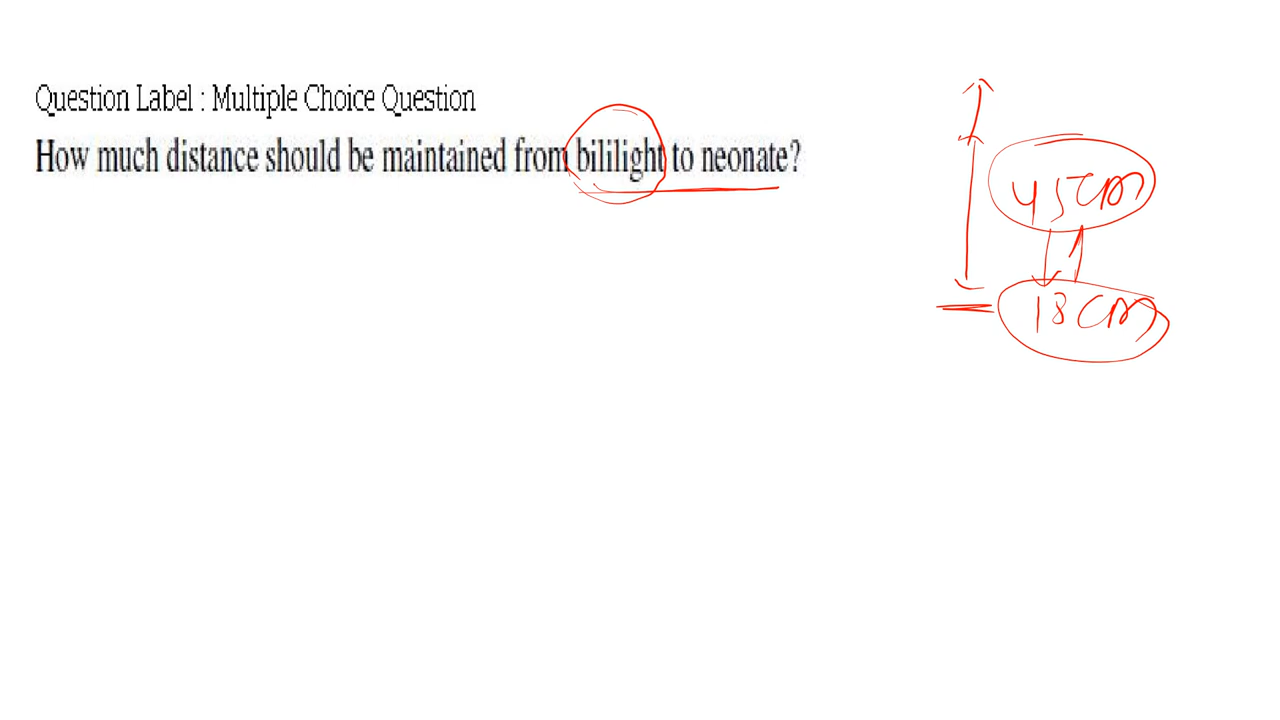 Question Label : Multiple Choice Question
How much distance should be maintained from bililight to neonate?
45cm
18cm